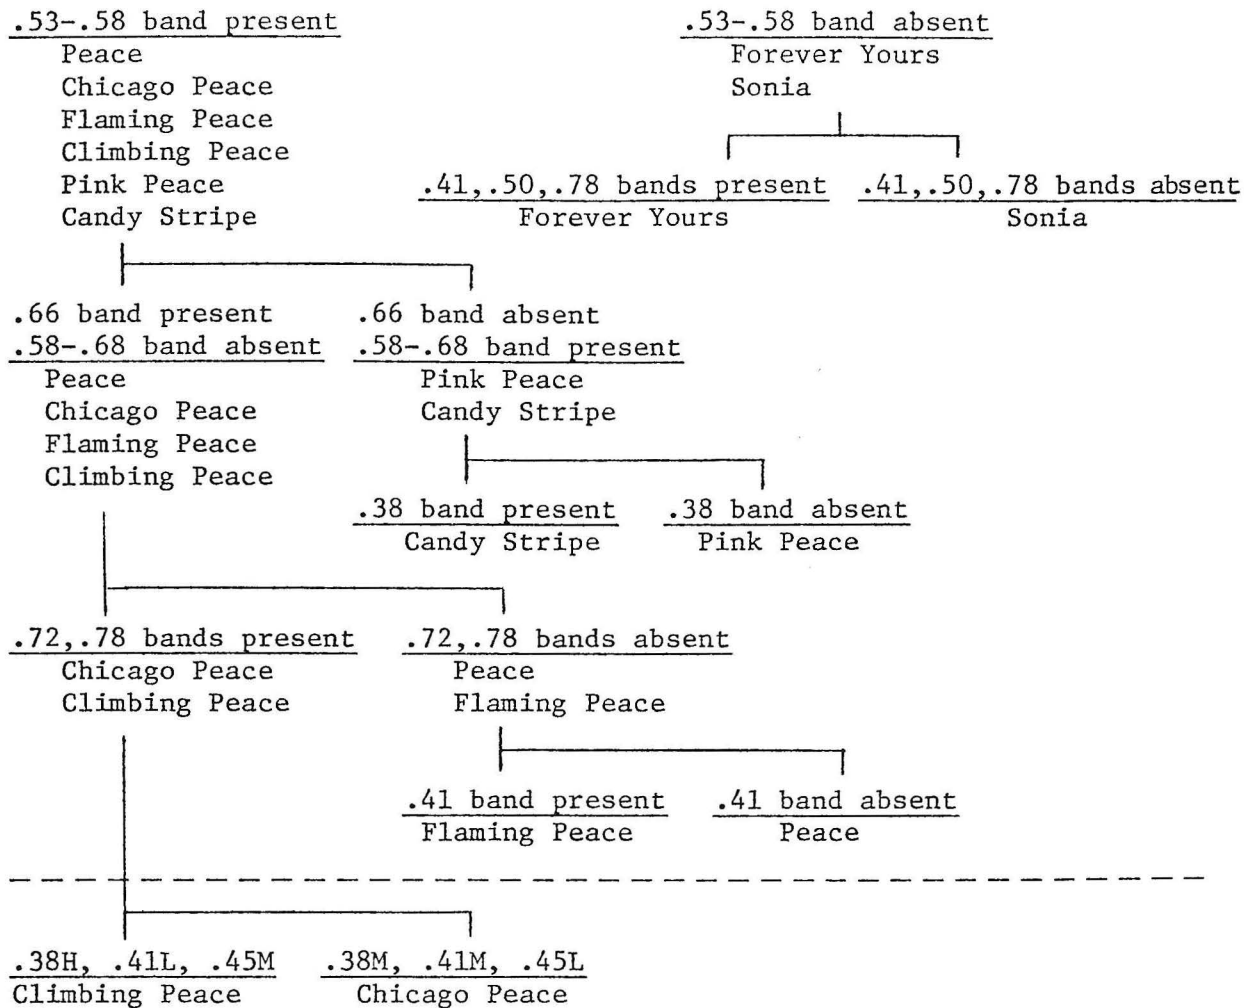 .53-.58 band present .53-.58 band absent
Peace Forever Yours
Chicago Peace Sonia
Flaming Peace
Climbing Peace
Pink Peace .41,.50,.78 bands present .41,.50,.78 bands absent
Candy Stripe Forever Yours Sonia
.66 band present .66 band absent
.58-.68 band absent .58-.68 band present
Peace Pink Peace
Chicago Peace Candy Stripe
Flaming Peace
Climbing Peace
.38 band present .38 band absent
Candy Stripe Pink Peace
.72,.78 bands present .72,.78 bands absent
Chicago Peace Peace
Climbing Peace Flaming Peace
.41 band present .41 band absent
Flaming Peace Peace
.38H, .41L, .45M .38M, .41M, .45L
Climbing Peace Chicago Peace